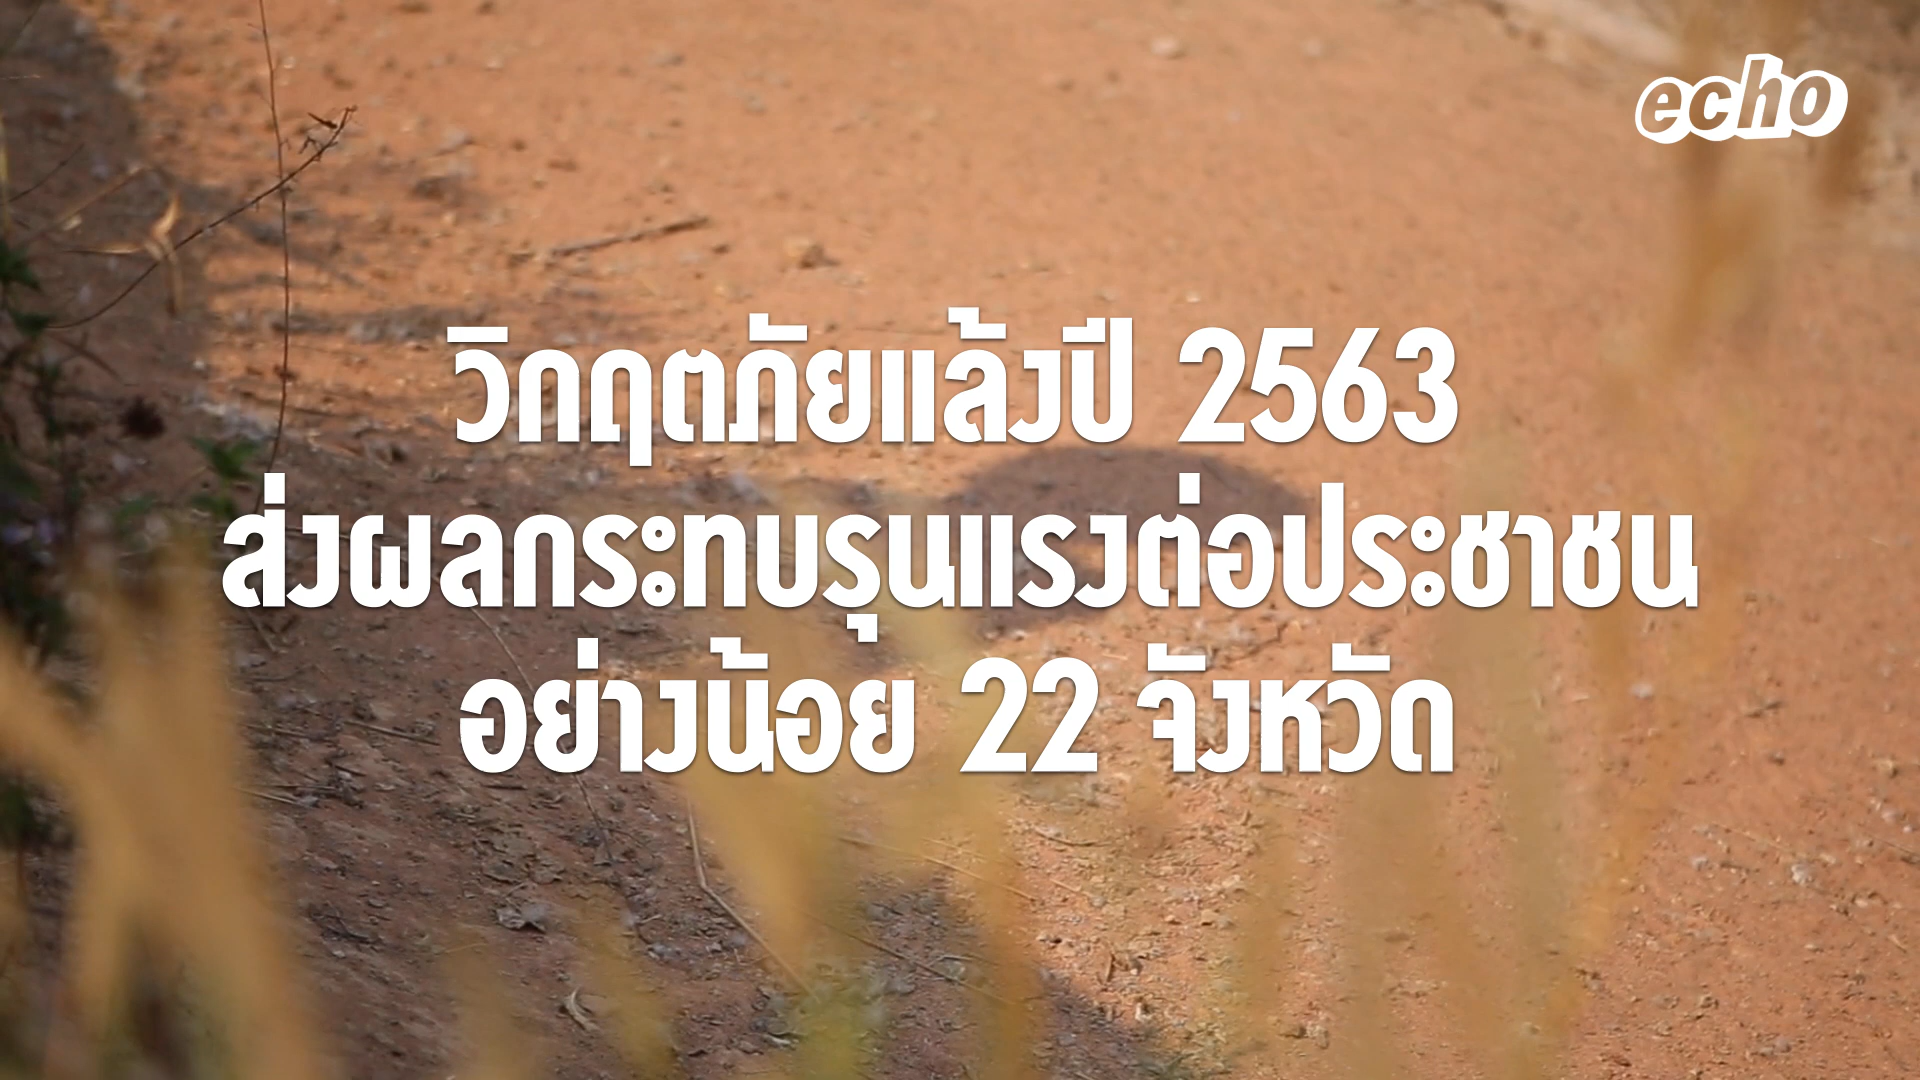 echo
วิกฤตภัยแล้งปี 2563
ส่งผลกระทบรุนแรงต่อประชาชน
อย่างน้อย 22 จังหวัด